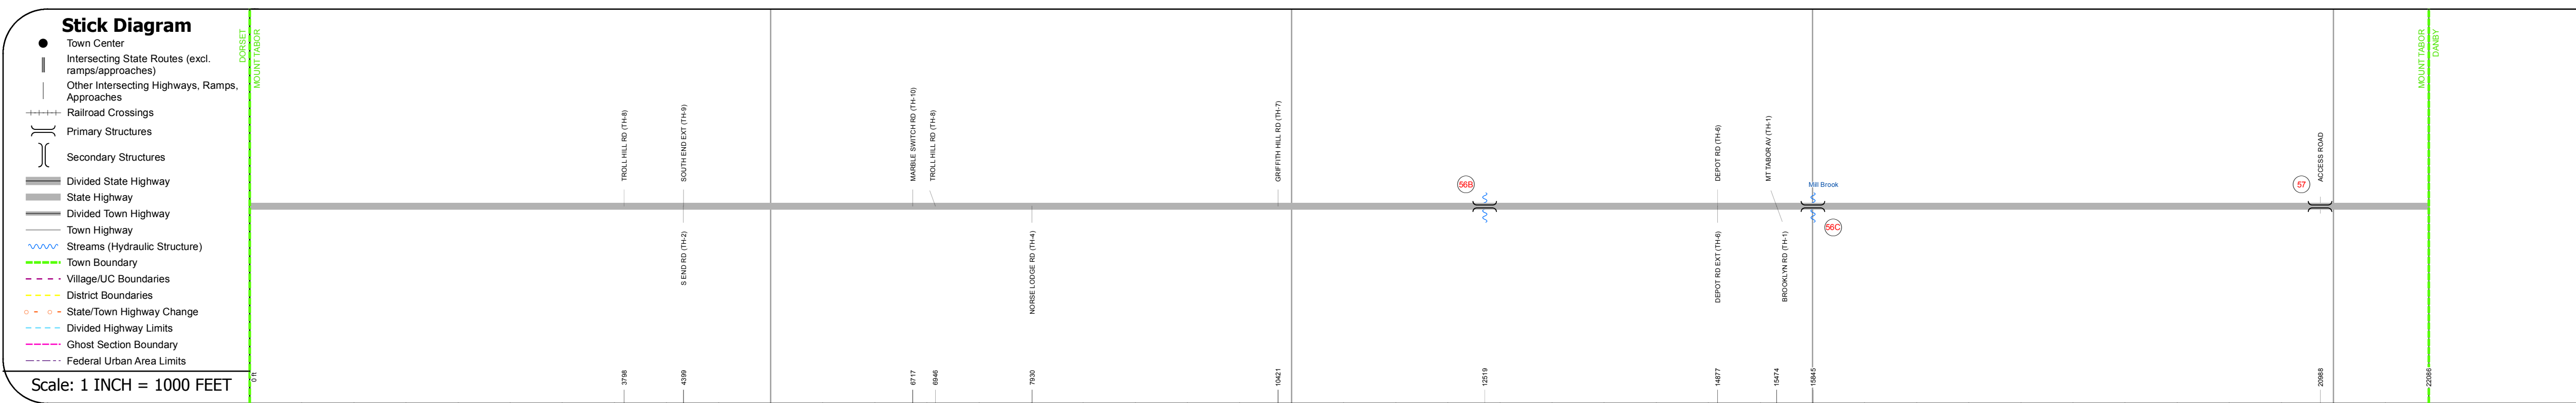 Stick Diagram
Town Center
Intersecting State Routes (excl.
ramps/approaches)
Other Intersecting Highways, Ramps,
Approaches
Railroad Crossings
Primary Structures
Secondary Structures
Divided State Highway
State Highway
Divided Town Highway
Town Highway
Streams (Hydraulic Structure)
Town Boundary
Village/UC Boundaries
District Boundaries
State/Town Highway Change
Divided Highway Limits
Ghost Section Boundary
Federal Urban Area Limits
Scale: 1 INCH = 1000 FEET
DORSET
MOUNT TABOR
TROLL HILL RD (TH-8)
SOUTH END EXT (TH-9)
S END RD (TH-2)
MARBLE SWITCH RD (TH-10)
TROLL HILL RD (TH-8)
NORSE LODGE RD (TH-4)
GRIFFITH HILL RD (TH-7)
56B
DEPOT RD (TH-6)
DEPOT RD EXT (TH-6)
MT TABOR AV (TH-1)
BROOKLYN RD (TH-1)
Mill Brook
56C
57
ACCESS ROAD
MOUNT TABOR
DANBY
0 ft
3798
4399
6717
6946
7930
10421
12519
14877
15474
15845
20988
22086